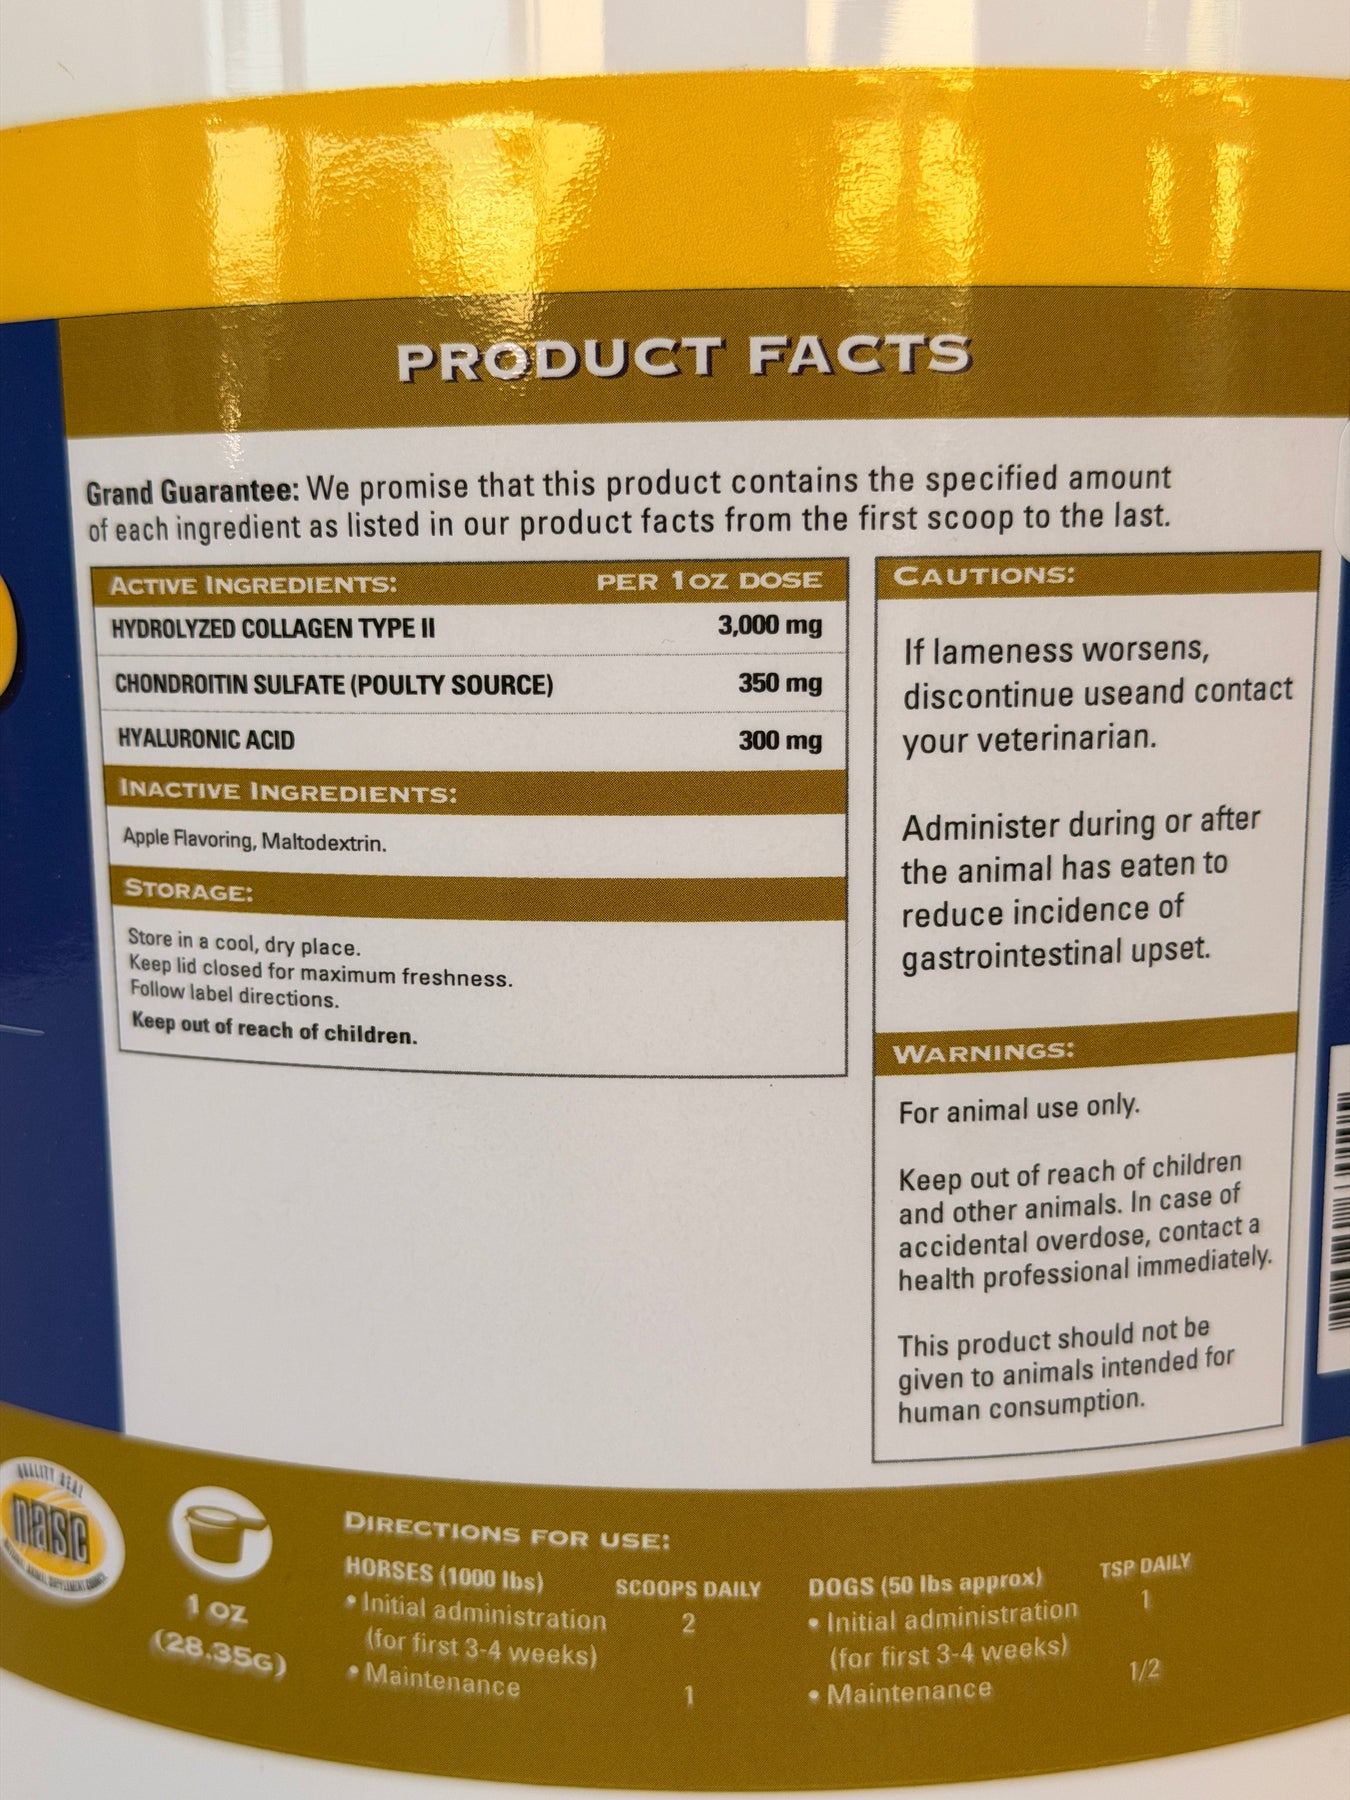 PRODUCT FACTS
Grand Guarantee: We promise that this product contains the specified amount
of each ingredient as listed in our product facts from the first scoop to the last.
ACTIVE INGREDIENTS: PER 1OZ DOSE
HYDROLYZED COLLAGEN TYPE II 3,000 mg
CHONDROITIN SULFATE (POULTY SOURCE) 350 mg
HYALURONIC ACID 300 mg
INACTIVE INGREDIENTS:
Apple Flavoring, Maltodextrin.
STORAGE:
Store in a cool, dry place.
Keep lid closed for maximum freshness.
Follow label directions.
Keep out of reach of children.
CAUTIONS:
If lameness worsens,
discontinue useand contact
your veterinarian.
Administer during or after
the animal has eaten to
reduce incidence of
gastrointestinal upset.
WARNINGS:
For animal use only.
Keep out of reach of children
and other animals. In case of
accidental overdose, contact a
health professional immediately.
This product should not be
given to animals intended for
human consumption.
QUALITY SEAL
nasc
1 OZ
(28.35G)
DIRECTIONS FOR USE:
HORSES (1000 lbs) SCOOPS DAILY
• Initial administration 2
(for first 3-4 weeks)
• Maintenance 1
DOGS (50 lbs approx) TSP DAILY
• Initial administration 1
(for first 3-4 weeks)
• Maintenance 1/2